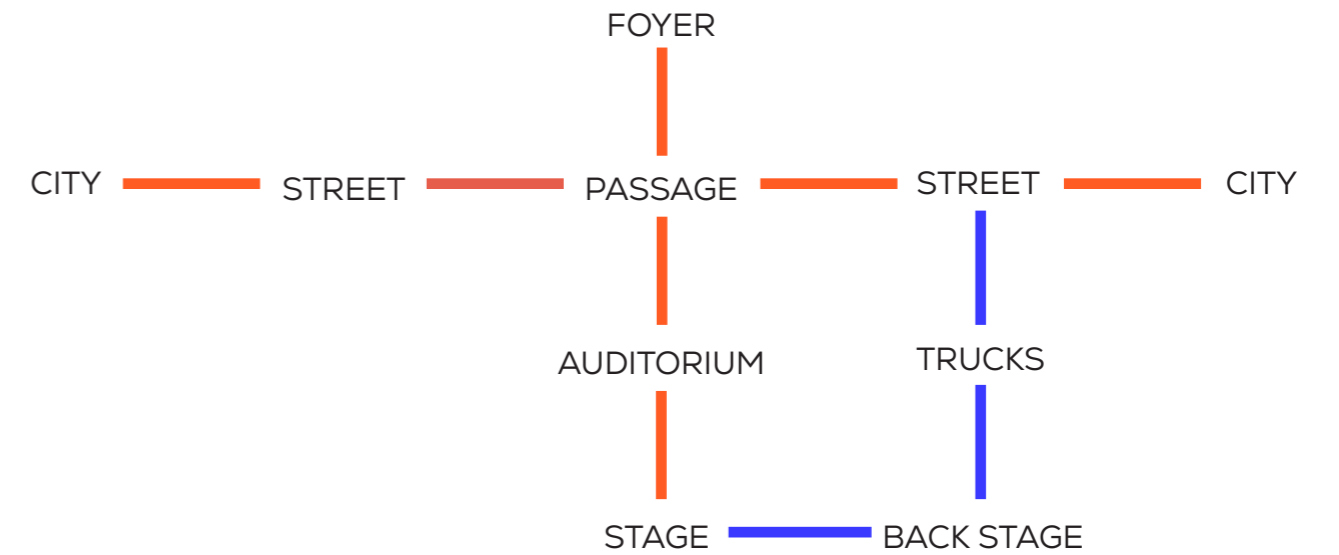 FOYER
CITY
STREET
PASSAGE
STREET
CITY
AUDITORIUM
TRUCKS
STAGE
BACK STAGE